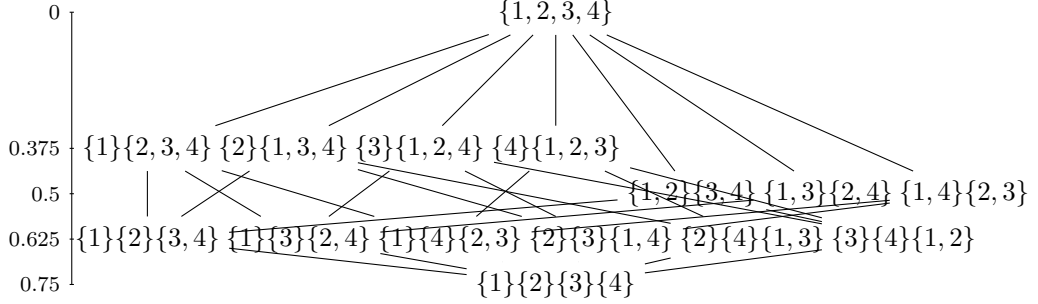 0 {1, 2, 3, 4}
0.375 {1}{2, 3, 4} {2}{1, 3, 4} {3}{1, 2, 4} {4}{1, 2, 3}
0.5 {1, 2}{3, 4} {1, 3}{2, 4} {1, 4}{2, 3}
0.625 {1}{2}{3, 4} {1}{3}{2, 4} {1}{4}{2, 3} {2}{3}{1, 4} {2}{4}{1, 3} {3}{4}{1, 2}
0.75 {1}{2}{3}{4}